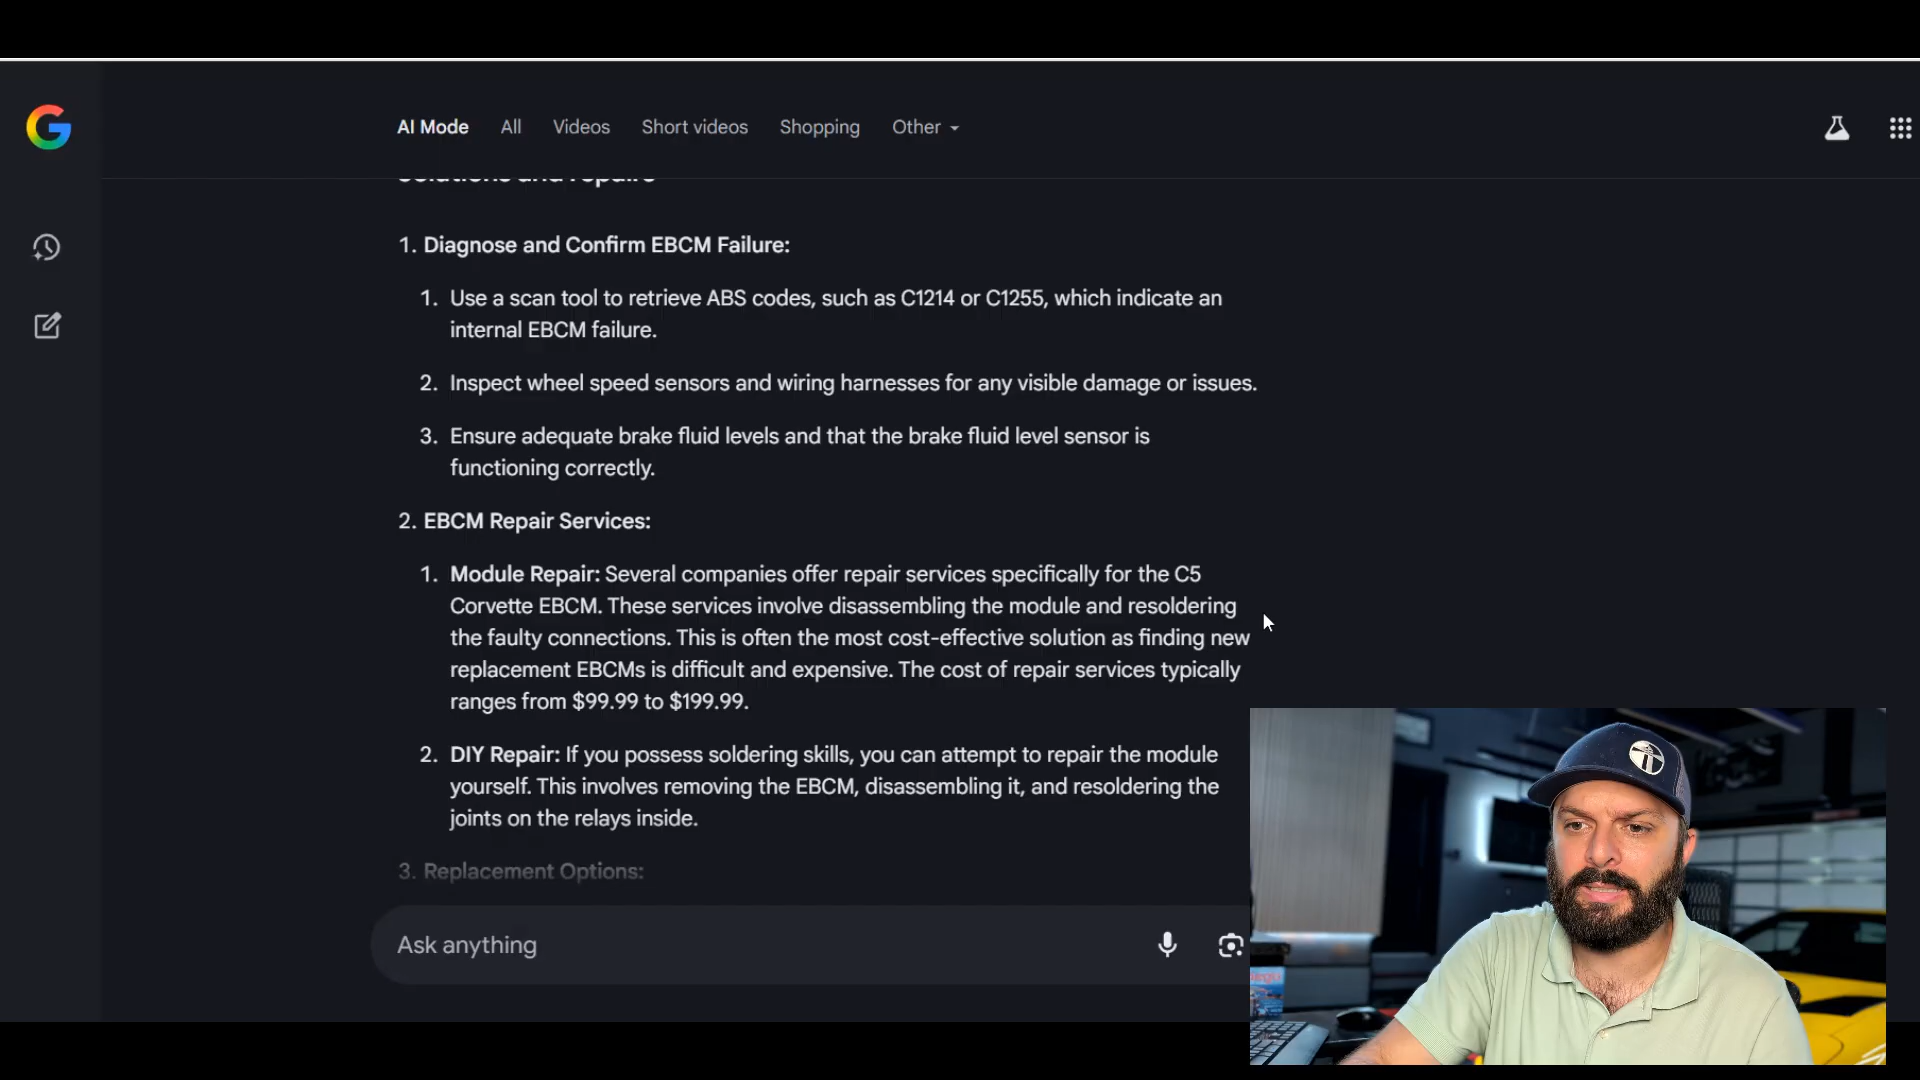 AI Mode All Videos Short videos Shopping Other
Solutions and repairs
1. Diagnose and Confirm EBCM Failure:
1. Use a scan tool to retrieve ABS codes, such as C1214 or C1255, which indicate an
internal EBCM failure.
2. Inspect wheel speed sensors and wiring harnesses for any visible damage or issues.
3. Ensure adequate brake fluid levels and that the brake fluid level sensor is
functioning correctly.
2. EBCM Repair Services:
1. Module Repair: Several companies offer repair services specifically for the C5
Corvette EBCM. These services involve disassembling the module and resoldering
the faulty connections. This is often the most cost-effective solution as finding new
replacement EBCMs is difficult and expensive. The cost of repair services typically
ranges from $99.99 to $199.99.
2. DIY Repair: If you possess soldering skills, you can attempt to repair the module
yourself. This involves removing the EBCM, disassembling it, and resoldering the
joints on the relays inside.
3. Replacement Options:
Ask anything